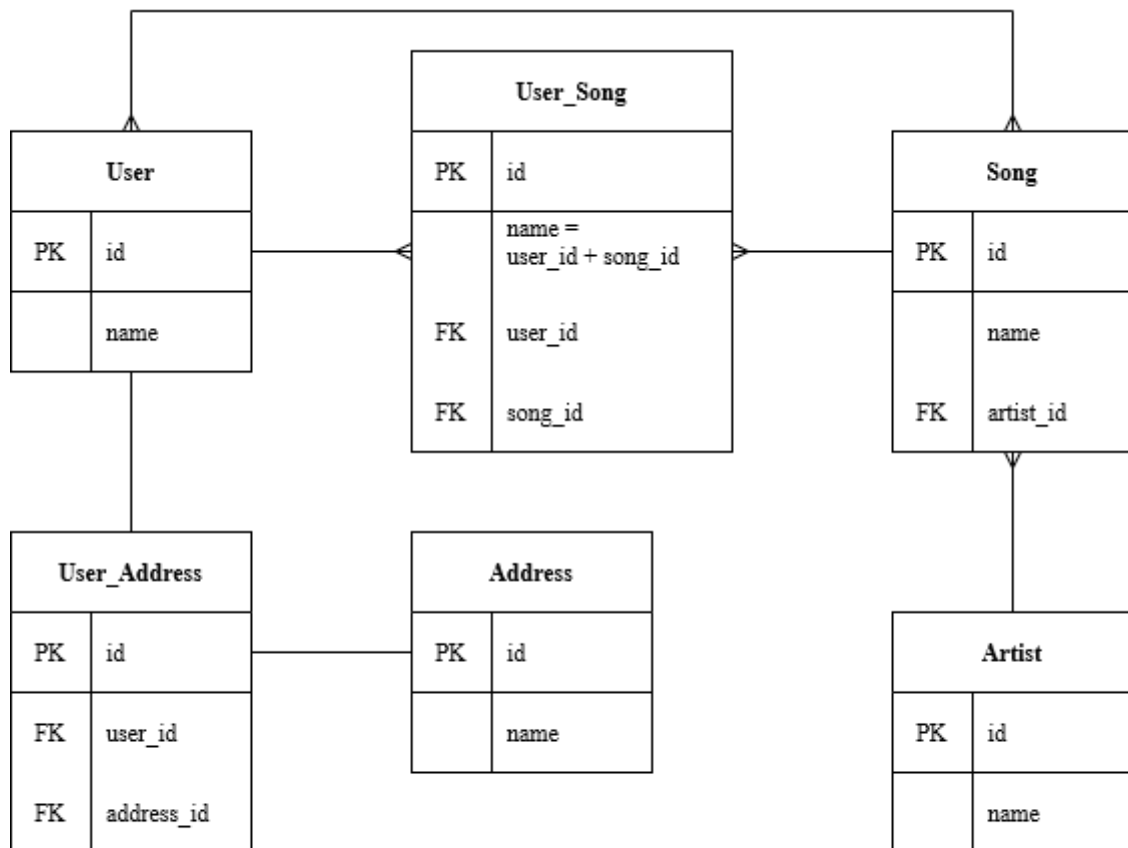 User_Song
PK id
name =
user_id + song_id
FK user_id
FK song_id
User
PK id
name
Song
PK id
name
FK artist_id
User_Address
PK id
FK user_id
FK address_id
Address
PK id
name
Artist
PK id
name